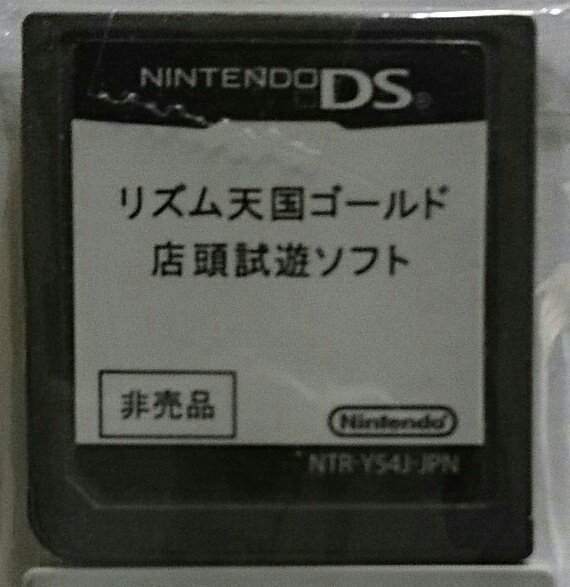 NINTENDO DS®
リズム天国ゴールド
店頭試遊ソフト
非売品
Nintendo®
NTR-Y54J-JPN